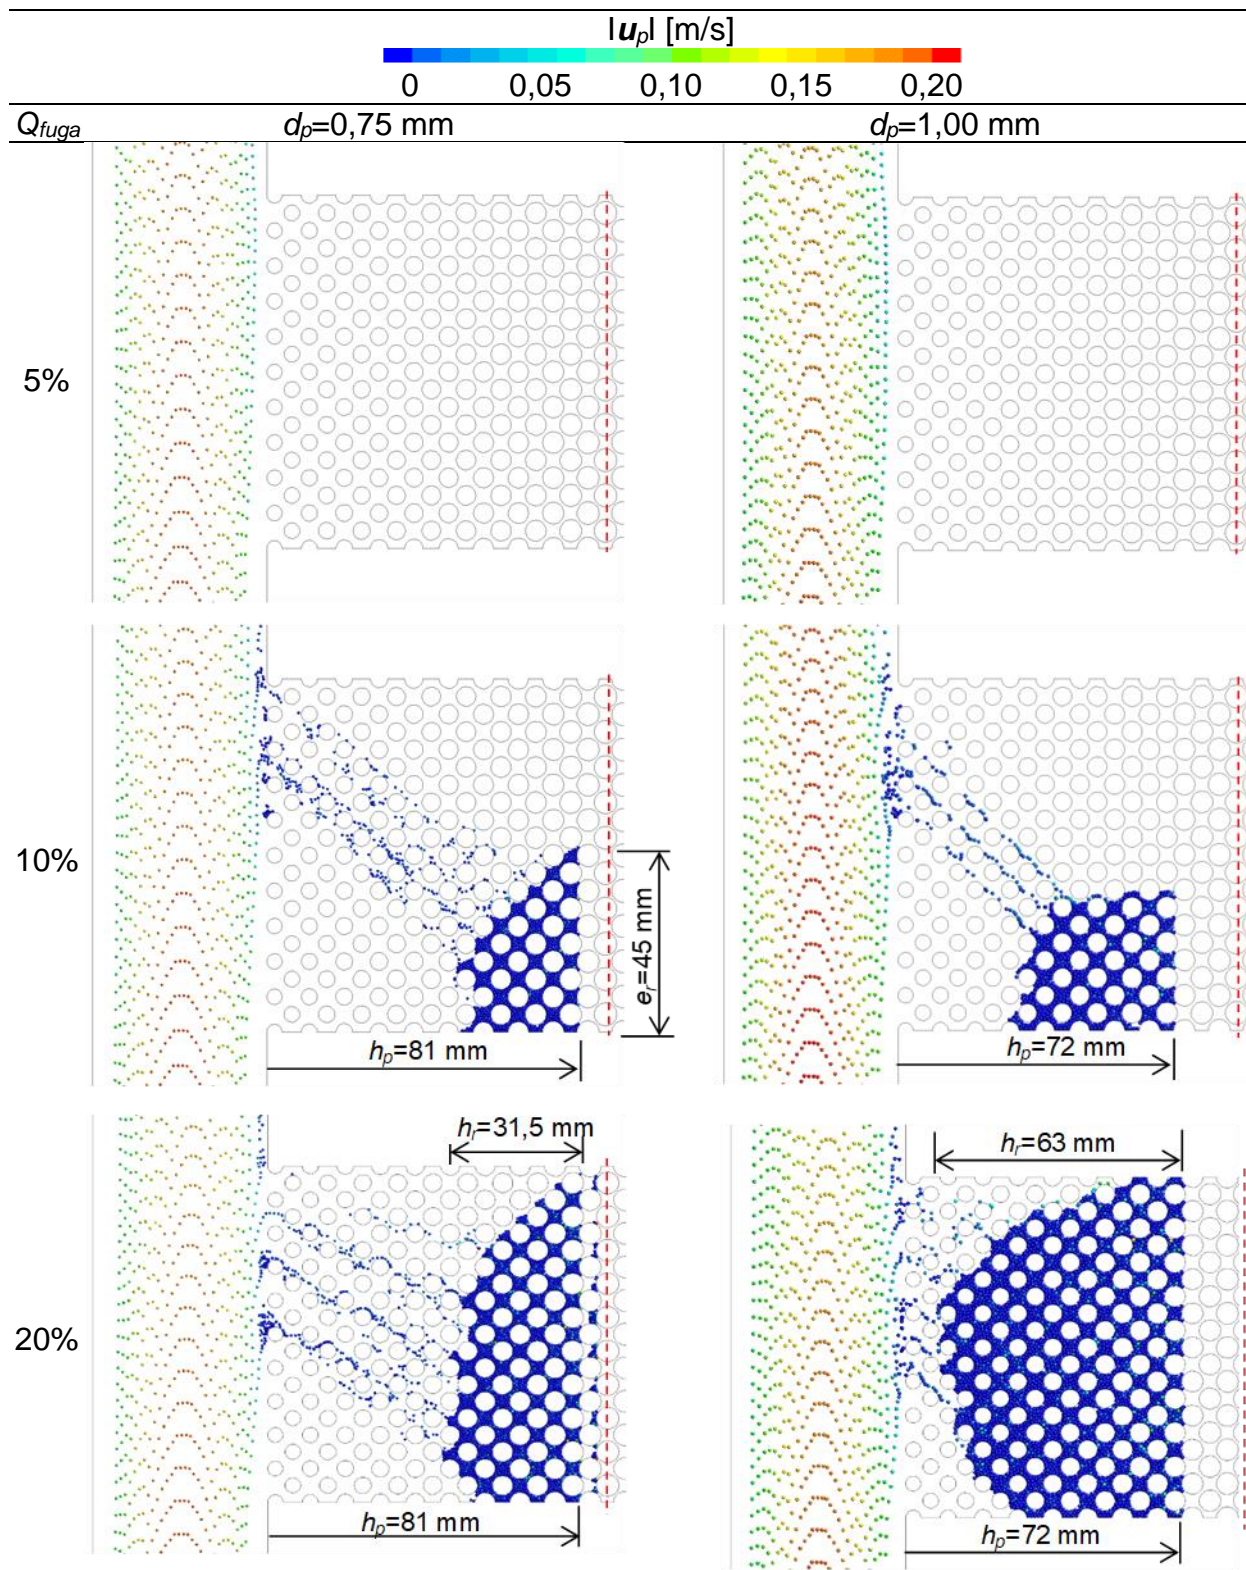 |u_p| [m/s]
0 0,05 0,10 0,15 0,20
Q_fuga d_p=0,75 mm d_p=1,00 mm
5%
10%
e_r=45 mm
h_p=81 mm h_p=72 mm
h_r=31,5 mm h_r=63 mm
20%
h_p=81 mm h_p=72 mm